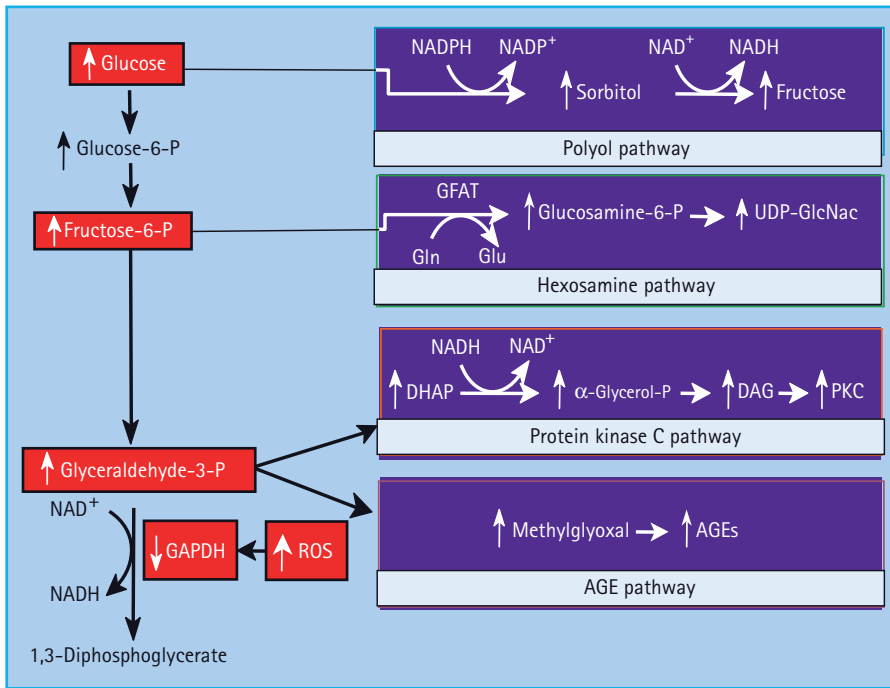 Glucose
Glucose-6-P
Fructose-6-P
Glyceraldehyde-3-P
NAD+
GAPDH
ROS
NADH
1,3-Diphosphoglycerate
NADPH NADP+ NAD+ NADH
Sorbitol Fructose
Polyol pathway
GFAT
Glucosamine-6-P UDP-GlcNac
Gln Glu
Hexosamine pathway
NADH NAD+
DHAP α-Glycerol-P DAG PKC
Protein kinase C pathway
Methylglyoxal AGEs
AGE pathway